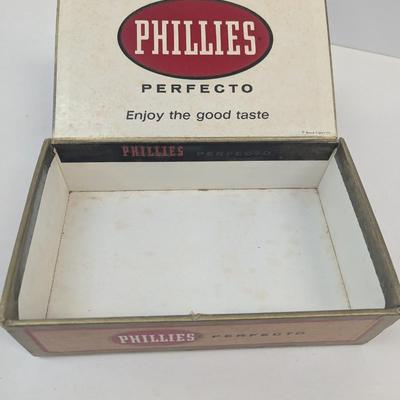 PHILLIES
PERFECTO
Enjoy the good taste
PHILLIES PERFECTO
PHILLIES PERFECTO